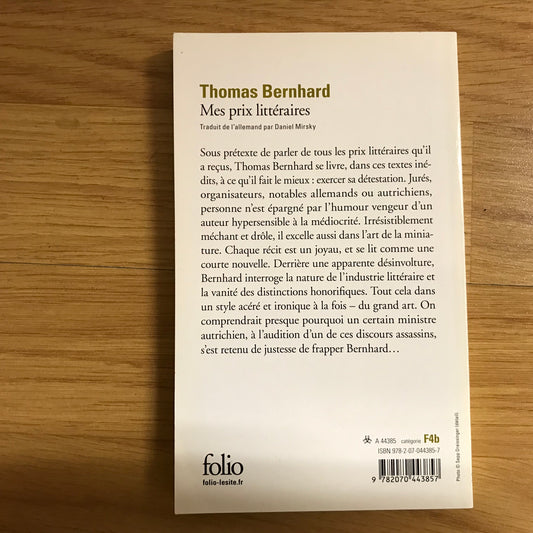 Thomas Bernhard
Mes prix littéraires
Traduit de l'allemand par Daniel Mirsky
Sous prétexte de parler de tous les prix littéraires qu'il
a reçus, Thomas Bernhard se livre, dans ces textes iné-
dits, à ce qu'il fait le mieux : exercer sa détestation. Jurés,
organisateurs, notables allemands ou autrichiens,
personne n'est épargné par l'humour vengeur d'un
auteur hypersensible à la médiocrité. Irrésistiblement
méchant et drôle, il excelle aussi dans l'art de la minia-
ture. Chaque récit est un joyau, et se lit comme une
courte nouvelle. Derrière une apparente désinvolture,
Bernhard interroge la nature de l'industrie littéraire et
la vanité des distinctions honorifiques. Tout cela dans
un style acéré et ironique à la fois – du grand art. On
comprendrait presque pourquoi un certain ministre
autrichien, à l'audition d'un de ces discours assassins,
s'est retenu de justesse de frapper Bernhard…
folio
folio-lesite.fr
A 44385 catégorie F4b
ISBN 978-2-07-044385-7
9 782070 443857
Photo © Sepp Dreissinger (détail).